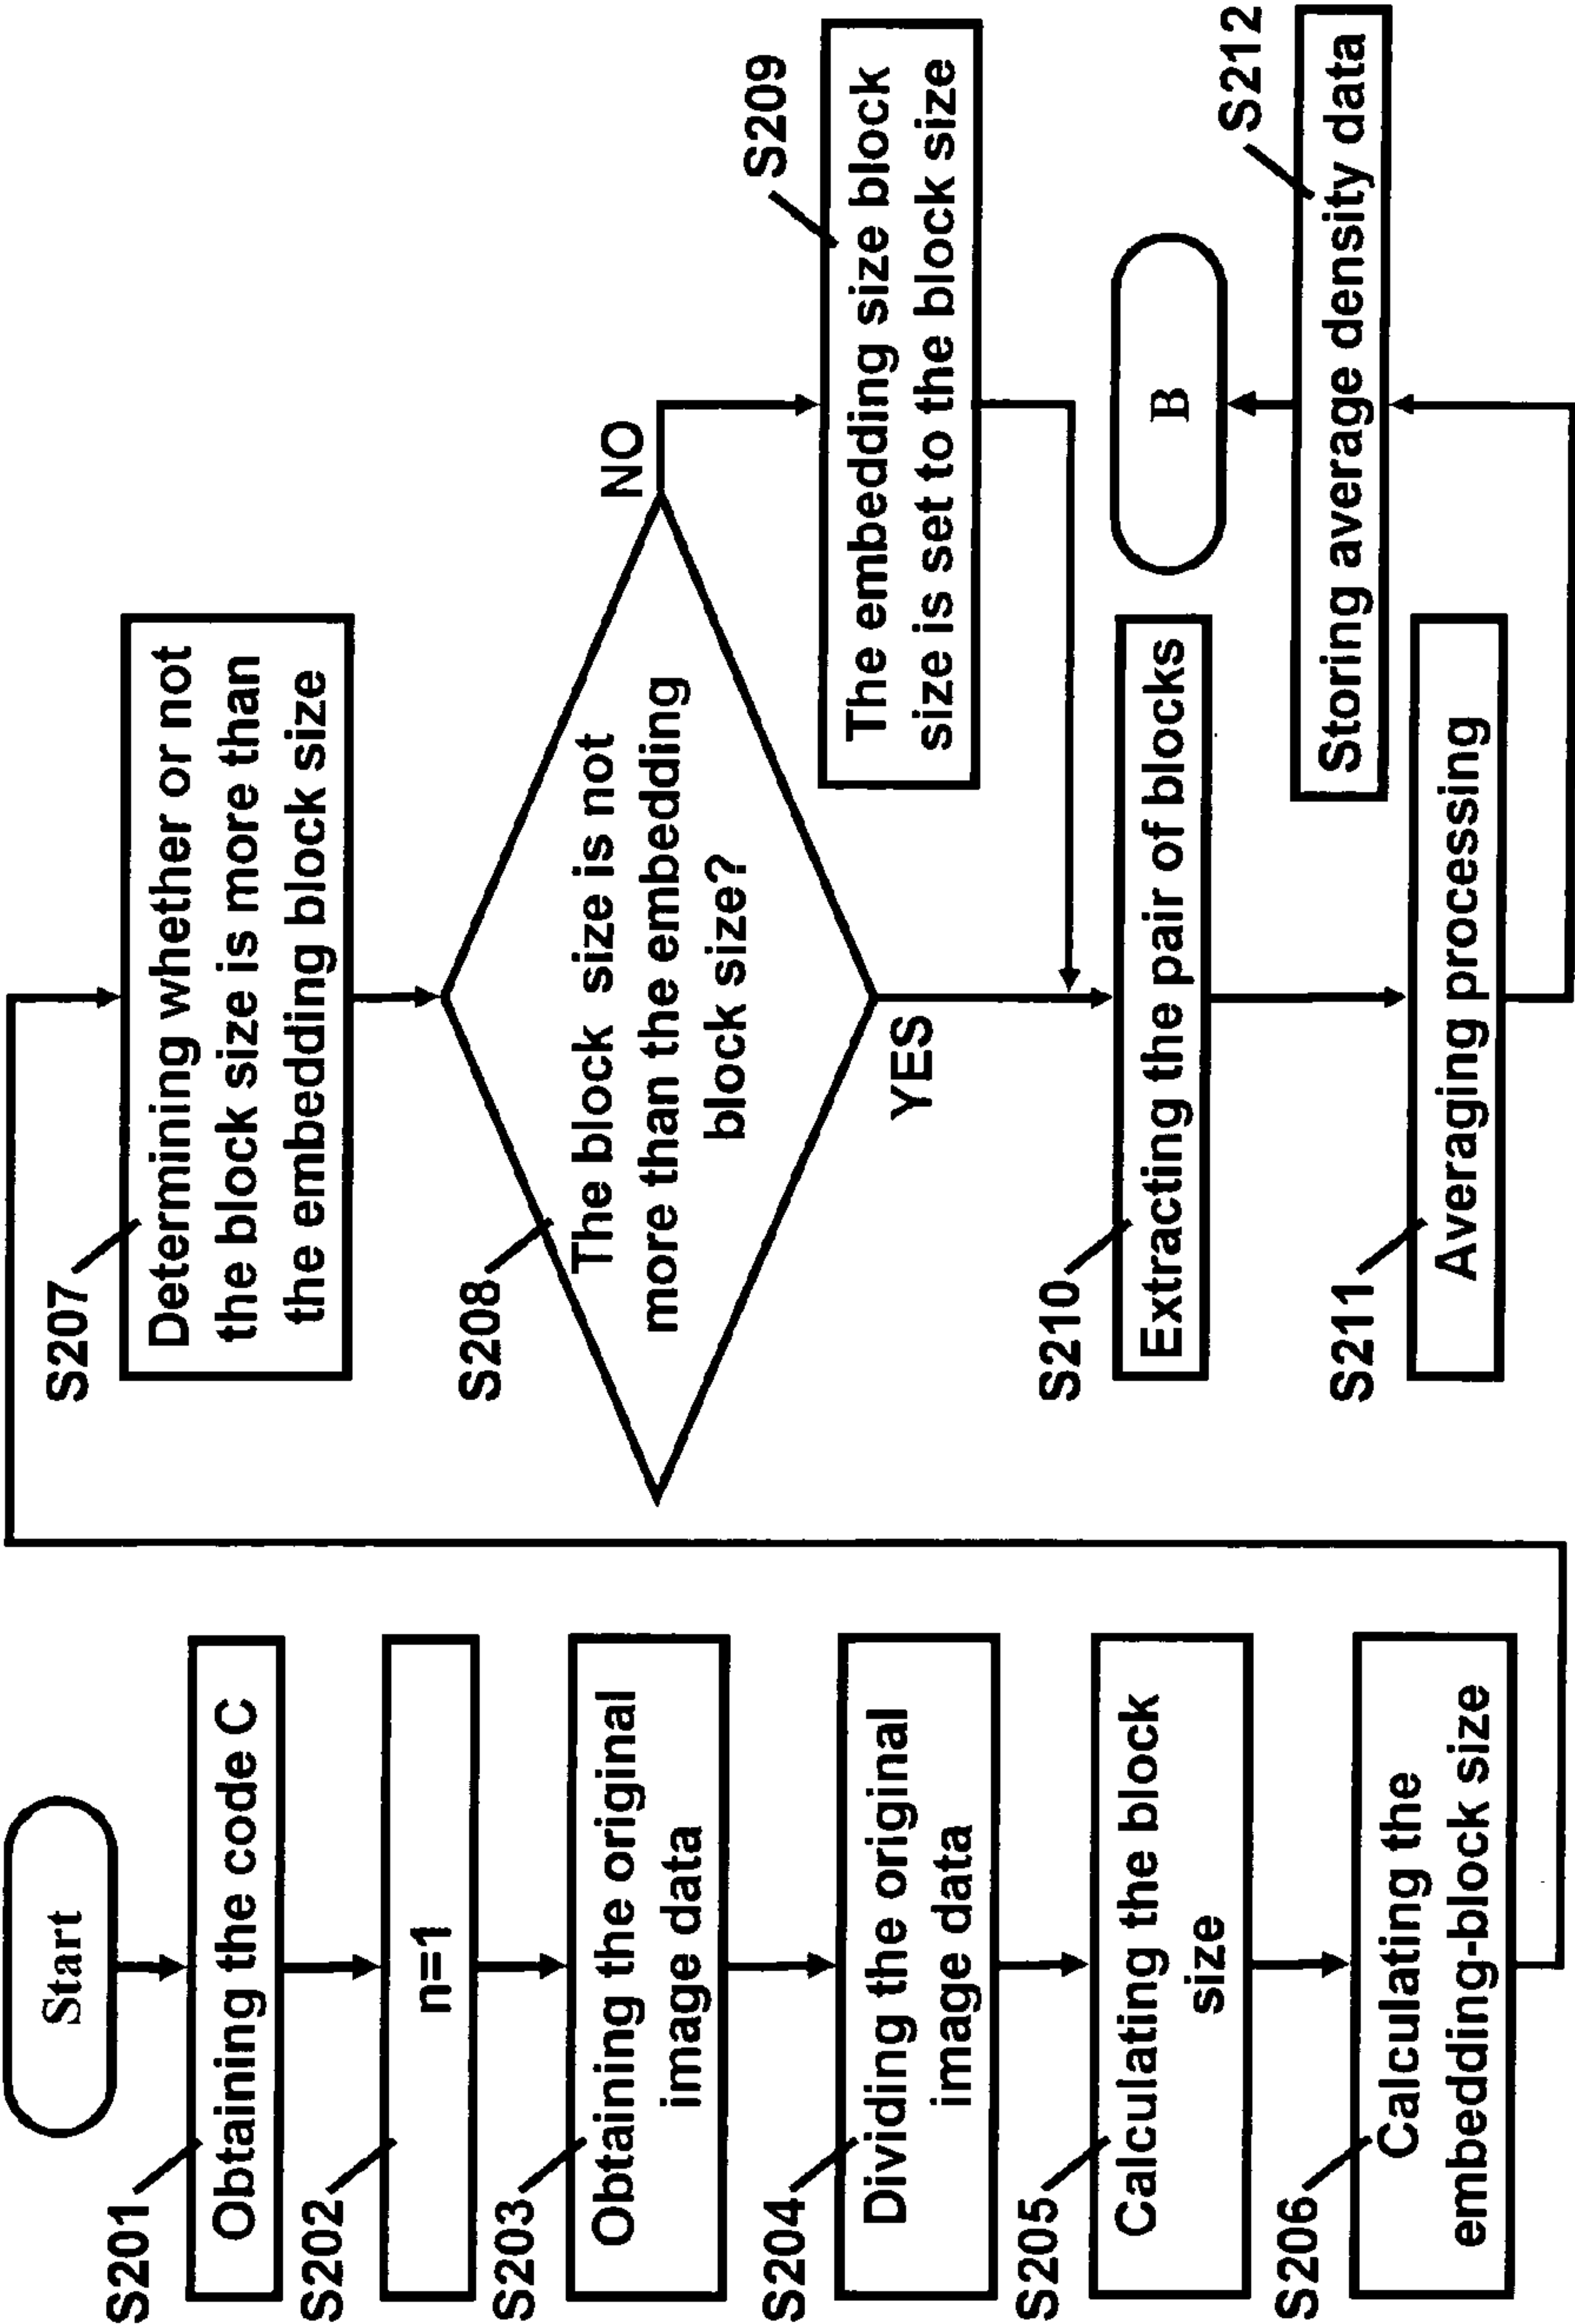 Start
S201
Obtaining the code C
S202
n=1
S203
Obtaining the original
image data
S204
Dividing the original
image data
S205
Calculating the block
size
S206
Calculating the
embedding-block size
S207
Determining whether or not
the block size is more than
the embedding block size
S208
The block size is not
more than the embedding
block size?
NO
YES
S209
The embedding size block
size is set to the block size
S210
Extracting the pair of blocks
S211
Averaging processing
S212
Storing average density data
B